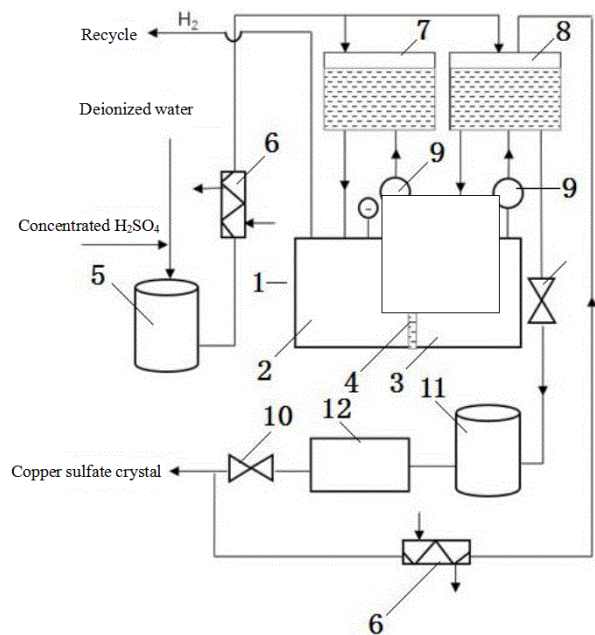 H₂
Recycle
7
8
Deionized water
6
9
9
Concentrated H₂SO₄
5
1
2
4
3
11
12
10
Copper sulfate crystal
6